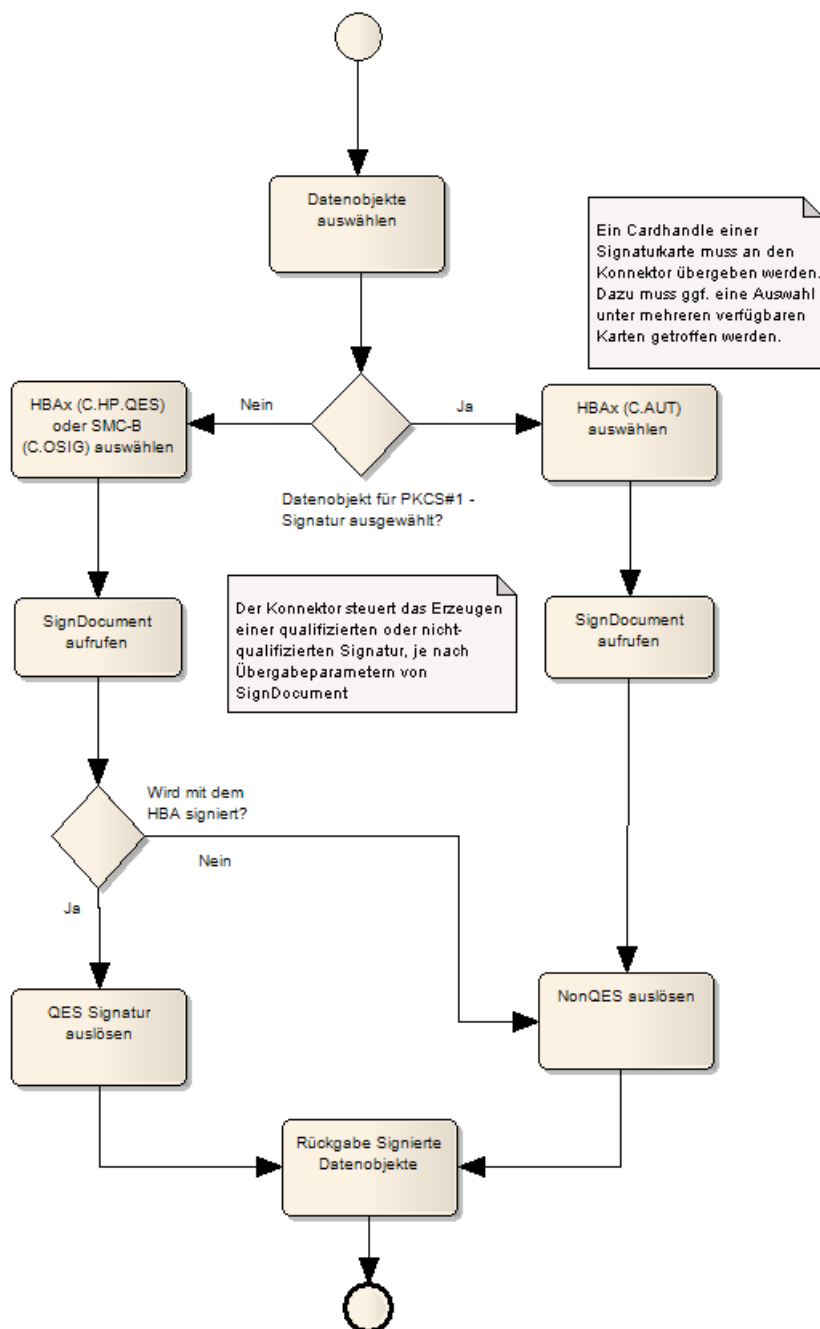 Datenobjekte
auswählen
Ein Cardhandle einer
Signaturkarte muss an den
Konnektor übergeben werden.
Dazu muss ggf. eine Auswahl
unter mehreren verfügbaren
Karten getroffen werden.
HBAx (C.HP.QES)
oder SMC-B
(C.OSIG) auswählen
Nein
Ja
HBAx (C.AUT)
auswählen
Datenobjekt für PKCS#1 -
Signatur ausgewählt?
SignDocument
aufrufen
Der Konnektor steuert das Erzeugen
einer qualifizierten oder nicht-
qualifizierten Signatur, je nach
Übergabeparametern von
SignDocument
SignDocument
aufrufen
Wird mit dem
HBA signiert?
Nein
Ja
QES Signatur
auslösen
NonQES auslösen
Rückgabe Signierte
Datenobjekte